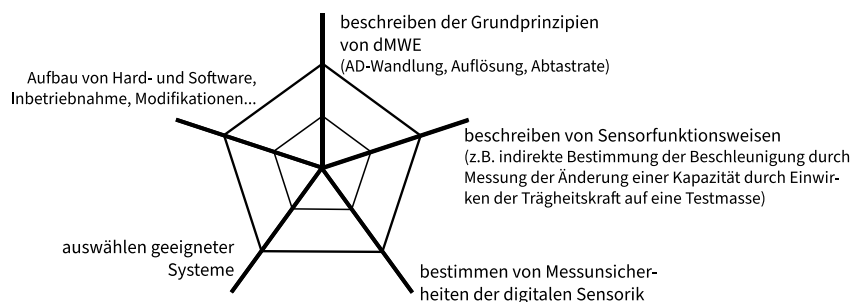 beschreiben der Grundprinzipien
von dMWE
(AD-Wandlung, Auflösung, Abtastrate)
Aufbau von Hard- und Software,
Inbetriebnahme, Modifikationen...
beschreiben von Sensorfunktionsweisen
(z.B. indirekte Bestimmung der Beschleunigung durch
Messung der Änderung einer Kapazität durch Einwir-
ken der Trägheitskraft auf eine Testmasse)
auswählen geeigneter
Systeme
bestimmen von Messunsicher-
heiten der digitalen Sensorik